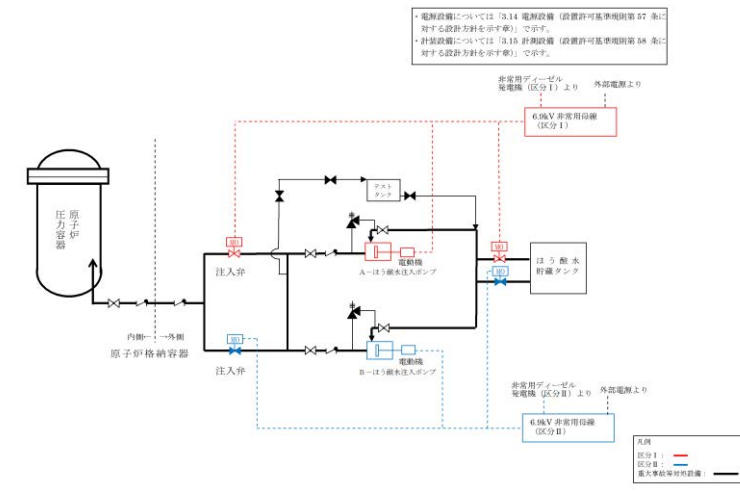 ・電源設備については「3.14 電源設備（設置許可基準規則第57 条に
対する設計方針を示す章）」で示す。
・計装設備については「3.15 計測設備（設置許可基準規則第58 条に
対する設計方針を示す章）」で示す。
非常用ディーゼル
発電機（区分Ⅰ）より
外部電源より
6.9kV 非常用母線
（区分Ⅰ）
テスト
タンク
原子炉
圧力容器
MO
注入弁
電動機
A－ほう酸水注入ポンプ
MO
MO
ほう酸水
貯蔵タンク
内側←
→外側
原子炉格納容器
MO
注入弁
電動機
B－ほう酸水注入ポンプ
非常用ディーゼル
発電機（区分Ⅱ）より
外部電源より
6.9kV 非常用母線
（区分Ⅱ）
凡例
区分Ⅰ：
区分Ⅱ：
重大事故等対処設備：